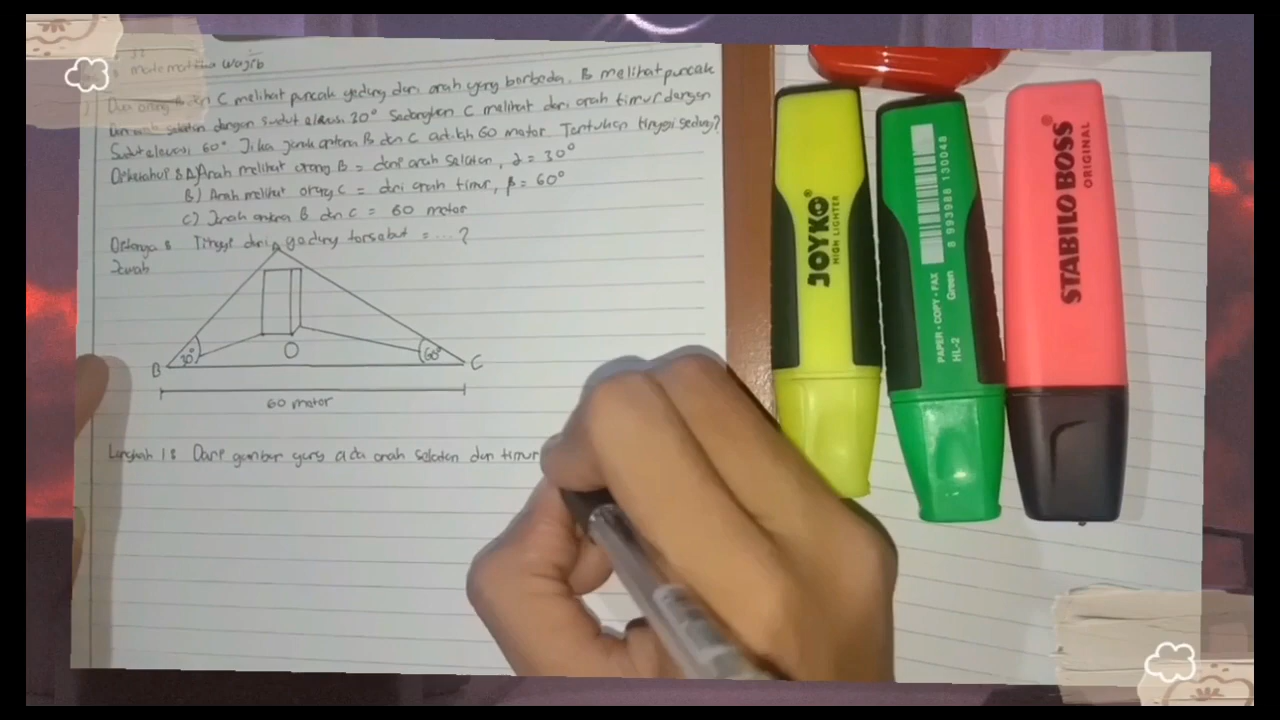 : matematika wajib
Dua orang B dan C melihat puncak gedung dari arah yang berbeda. B melihat puncak
Dari arah selatan dengan sudut elevasi 30° Sedangkan C melihat dari arah timur dengan
Sudut elevasi 60° Jika jarak antara B dan C adalah 60 meter. Tentukan tinggi gedung?
Diketahui : A) Arah melihat orang B = dari arah selatan, α = 30°
B) Arah melihat orang C = dari arah timur, β = 60°
C) Jarak antara B dan C = 60 meter
Ditanya : Tinggi dari gedung tersebut = ... ?
Jawab
A
30°
O
60°
B
C
60 meter
Langkah 1 : Dari gambar yang ada arah selatan dan timur
JOYKO®
HIGH LIGHTER
PAPER • COPY • FAX
HL-2 Green
8 993988 130048
STABILO BOSS®
ORIGINAL